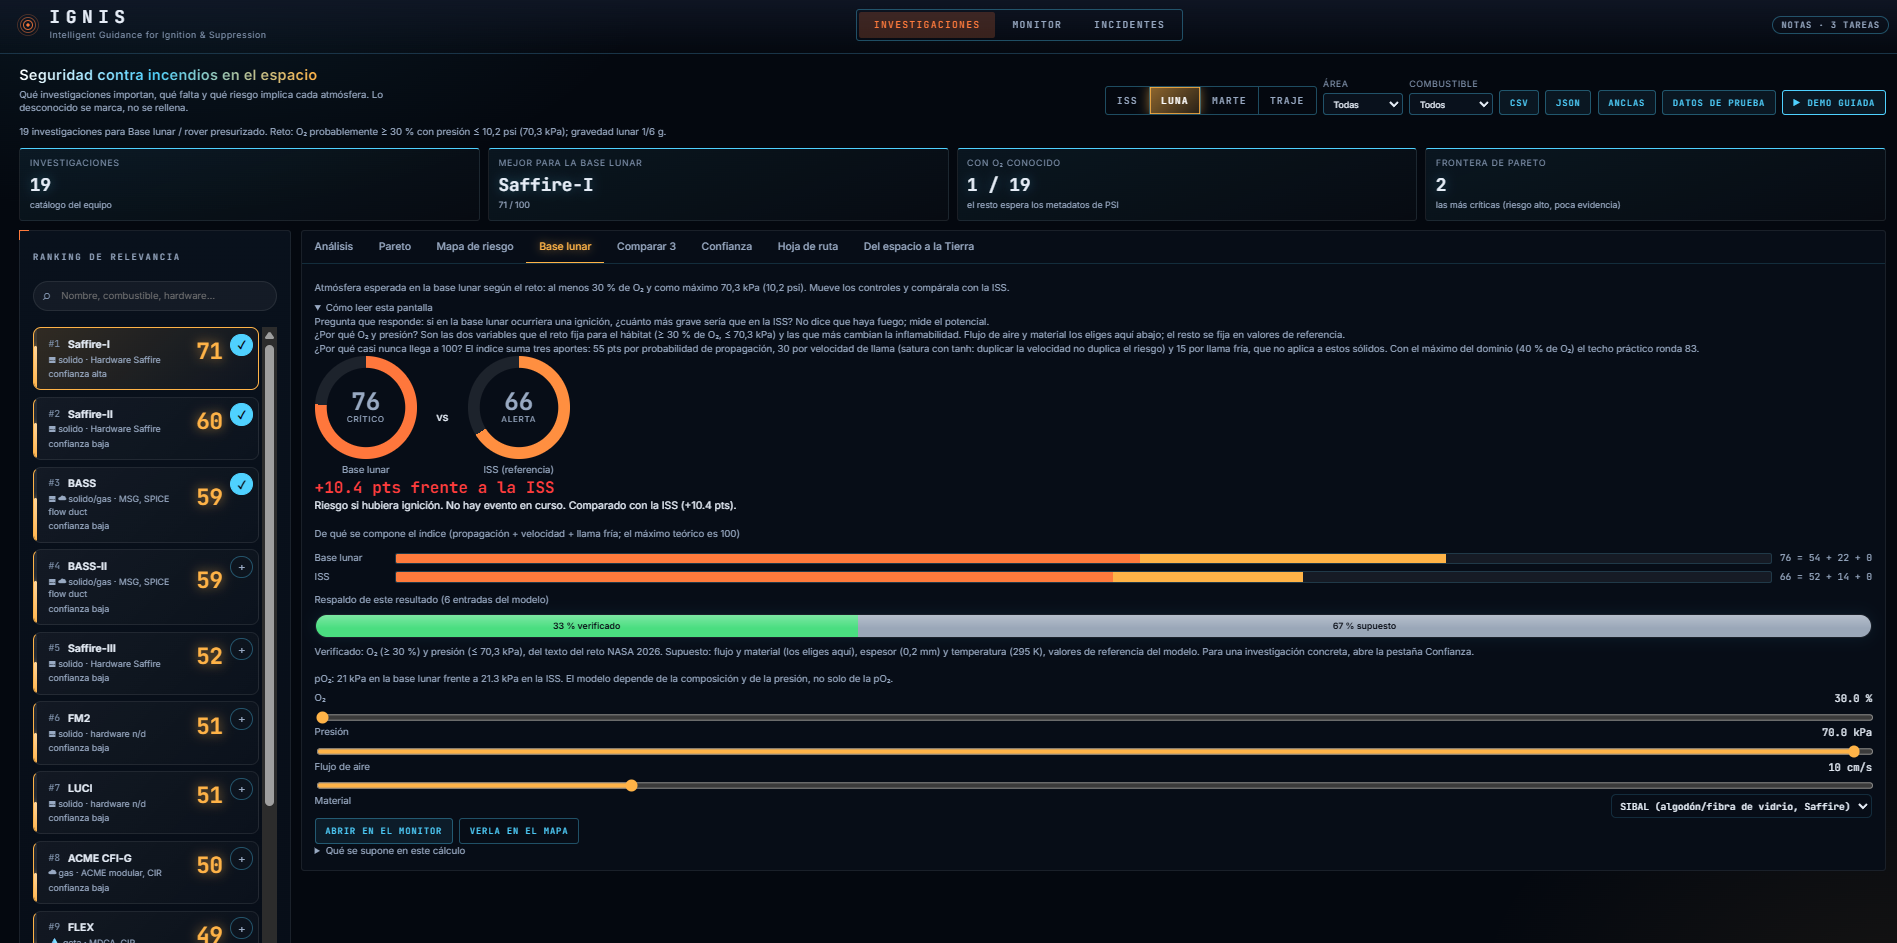 IGNIS
Intelligent Guidance for Ignition & Suppression
INVESTIGACIONES MONITOR INCIDENTES
NOTAS · 3 TAREAS
Seguridad contra incendios en el espacio
Qué investigaciones importan, qué falta y qué riesgo implica cada atmósfera. Lo
desconocido se marca, no se rellena.
ISS LUNA MARTE TRAJE
ÁREA
Todas
COMBUSTIBLE
Todos
CSV JSON ANCLAS DATOS DE PRUEBA ▶ DEMO GUIADA
19 investigaciones para Base lunar / rover presurizado. Reto: O₂ probablemente ≥ 30 % con presión ≤ 10,2 psi (70,3 kPa); gravedad lunar 1/6 g.
INVESTIGACIONES
19
catálogo del equipo
MEJOR PARA LA BASE LUNAR
Saffire-I
71 / 100
CON O₂ CONOCIDO
1 / 19
el resto espera los metadatos de PSI
FRONTERA DE PARETO
2
las más críticas (riesgo alto, poca evidencia)
RANKING DE RELEVANCIA
Nombre, combustible, hardware...
#1 Saffire-I
solido · Hardware Saffire
confianza alta
71 ✓
#2 Saffire-II
solido · Hardware Saffire
confianza baja
60 ✓
#3 BASS
solido/gas · MSG, SPICE
flow duct
confianza baja
59 ✓
#4 BASS-II
solido/gas · MSG, SPICE
flow duct
confianza baja
59 +
#5 Saffire-III
solido · Hardware Saffire
confianza baja
52 +
#6 FM2
solido · hardware n/d
confianza baja
51 +
#7 LUCI
solido · hardware n/d
confianza baja
51 +
#8 ACME CFI-G
gas · ACME modular, CIR
confianza baja
50 +
#9 FLEX
gota · MDCA, CIR
49 +
Análisis Pareto Mapa de riesgo Base lunar Comparar 3 Confianza Hoja de ruta Del espacio a la Tierra
Atmósfera esperada en la base lunar según el reto: al menos 30 % de O₂ y como máximo 70,3 kPa (10,2 psi). Mueve los controles y compárala con la ISS.
▼ Cómo leer esta pantalla
Pregunta que responde: si en la base lunar ocurriera una ignición, ¿cuánto más grave sería que en la ISS? No dice que haya fuego; mide el potencial.
¿Por qué O₂ y presión? Son las dos variables que el reto fija para el hábitat (≥ 30 % de O₂, ≤ 70,3 kPa) y las que más cambian la inflamabilidad. Flujo de aire y material los eliges aquí abajo; el resto se fija en valores de referencia.
¿Por qué casi nunca llega a 100? El índice suma tres aportes: 55 pts por probabilidad de propagación, 30 por velocidad de llama (satura con tanh: duplicar la velocidad no duplica el riesgo) y 15 por llama fría, que no aplica a estos sólidos. Con el máximo del dominio (40 % de O₂) el techo práctico ronda 83.
76
CRÍTICO
Base lunar
vs
66
ALERTA
ISS (referencia)
+10.4 pts frente a la ISS
Riesgo si hubiera ignición. No hay evento en curso. Comparado con la ISS (+10.4 pts).
De qué se compone el índice (propagación + velocidad + llama fría; el máximo teórico es 100)
Base lunar 76 = 54 + 22 + 0
ISS 66 = 52 + 14 + 0
Respaldo de este resultado (6 entradas del modelo)
33 % verificado 67 % supuesto
Verificado: O₂ (≥ 30 %) y presión (≤ 70,3 kPa), del texto del reto NASA 2026. Supuesto: flujo y material (los eliges aquí), espesor (0,2 mm) y temperatura (295 K), valores de referencia del modelo. Para una investigación concreta, abre la pestaña Confianza.
pO₂: 21 kPa en la base lunar frente a 21.3 kPa en la ISS. El modelo depende de la composición y de la presión, no solo de la pO₂.
O₂ 30.0 %
Presión 70.0 kPa
Flujo de aire 10 cm/s
Material SIBAL (algodón/fibra de vidrio, Saffire)
ABRIR EN EL MONITOR VERLA EN EL MAPA
▶ Qué se supone en este cálculo